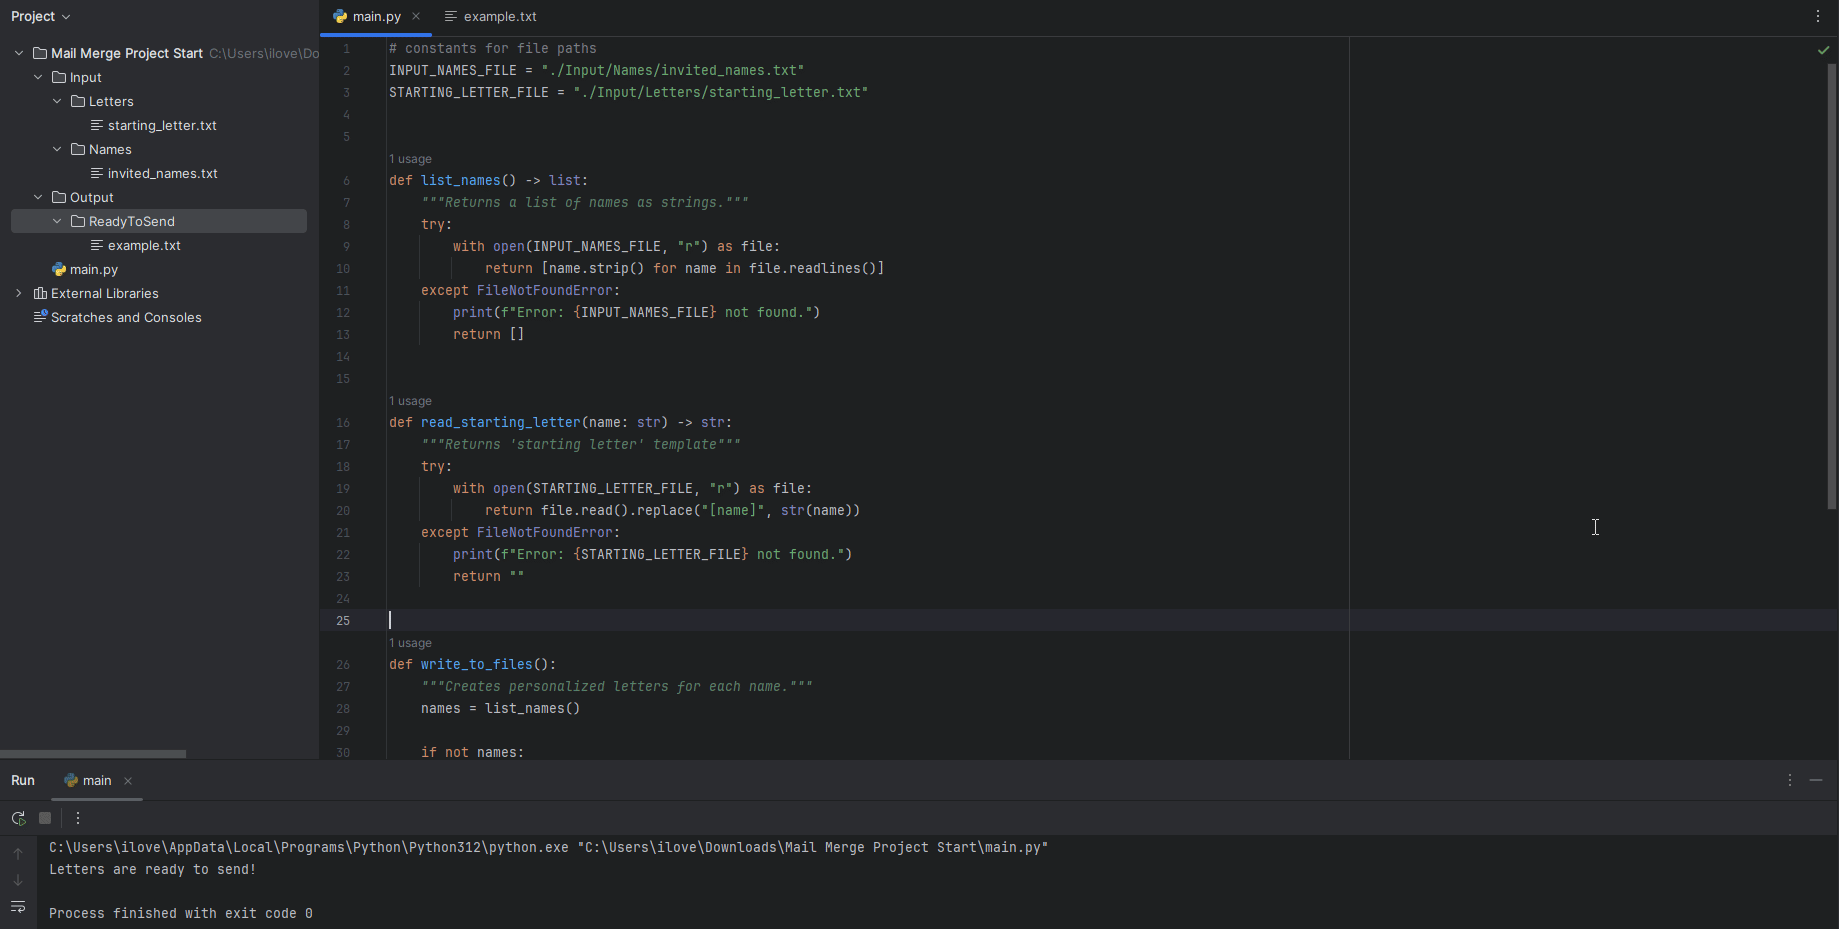 Project
main.py
example.txt
Mail Merge Project Start C:\Users\ilove\Do
Input
Letters
starting_letter.txt
Names
invited_names.txt
Output
ReadyToSend
example.txt
main.py
External Libraries
Scratches and Consoles
1 # constants for file paths
2 INPUT_NAMES_FILE = "./Input/Names/invited_names.txt"
3 STARTING_LETTER_FILE = "./Input/Letters/starting_letter.txt"
4
5
1 usage
6 def list_names() -> list:
7 """Returns a list of names as strings."""
8 try:
9 with open(INPUT_NAMES_FILE, "r") as file:
10 return [name.strip() for name in file.readlines()]
11 except FileNotFoundError:
12 print(f"Error: {INPUT_NAMES_FILE} not found.")
13 return []
14
15
1 usage
16 def read_starting_letter(name: str) -> str:
17 """Returns 'starting letter' template"""
18 try:
19 with open(STARTING_LETTER_FILE, "r") as file:
20 return file.read().replace("[name]", str(name))
21 except FileNotFoundError:
22 print(f"Error: {STARTING_LETTER_FILE} not found.")
23 return ""
24
25
1 usage
26 def write_to_files():
27 """Creates personalized letters for each name."""
28 names = list_names()
29
30 if not names:
Run
main
C:\Users\ilove\AppData\Local\Programs\Python\Python312\python.exe "C:\Users\ilove\Downloads\Mail Merge Project Start\main.py"
Letters are ready to send!
Process finished with exit code 0